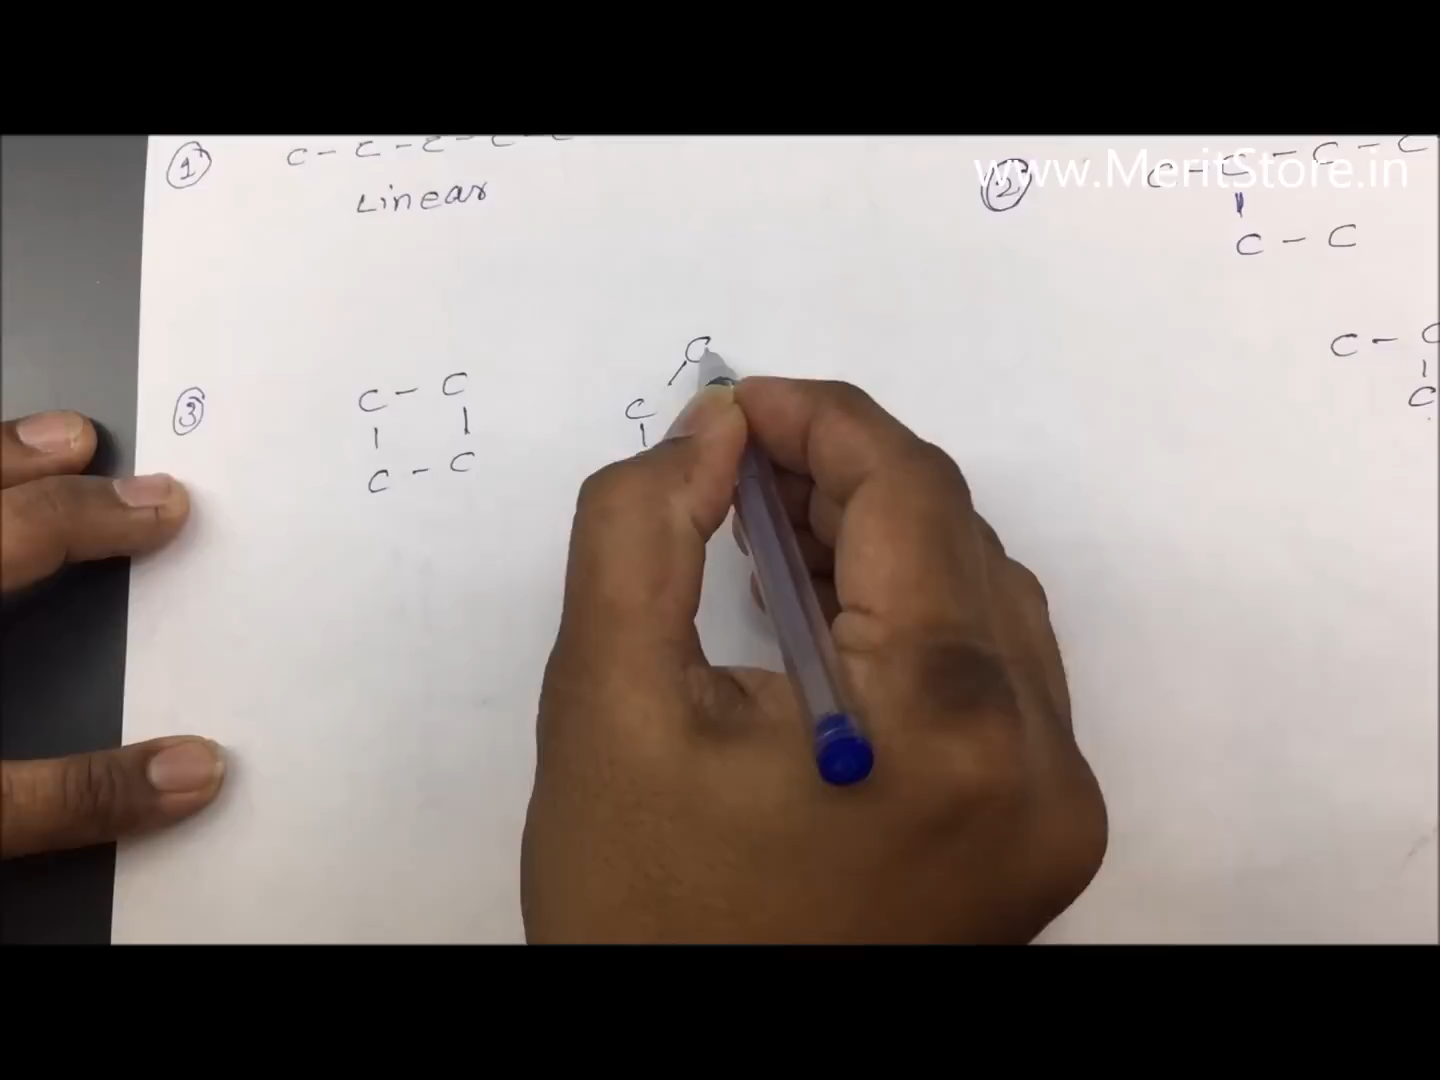 www.MeritStore.in
1 C - C - C - C - C
Linear
2 C - C - C - C
|
C - C
C - C
|
C
3 C - C
| |
C - C
C
/
C
|